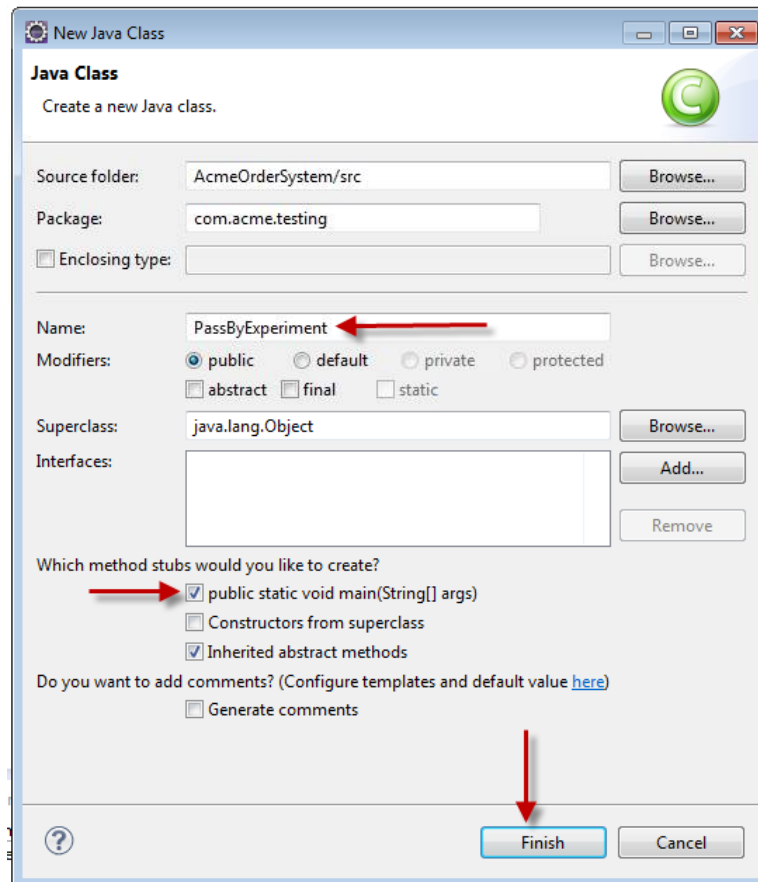 New Java Class
Java Class
Create a new Java class.
Source folder: AcmeOrderSystem/src Browse...
Package: com.acme.testing Browse...
Enclosing type: Browse...
Name: PassByExperiment
Modifiers: public default private protected
abstract final static
Superclass: java.lang.Object Browse...
Interfaces: Add...
Remove
Which method stubs would you like to create?
public static void main(String[] args)
Constructors from superclass
Inherited abstract methods
Do you want to add comments? (Configure templates and default value here)
Generate comments
? Finish Cancel